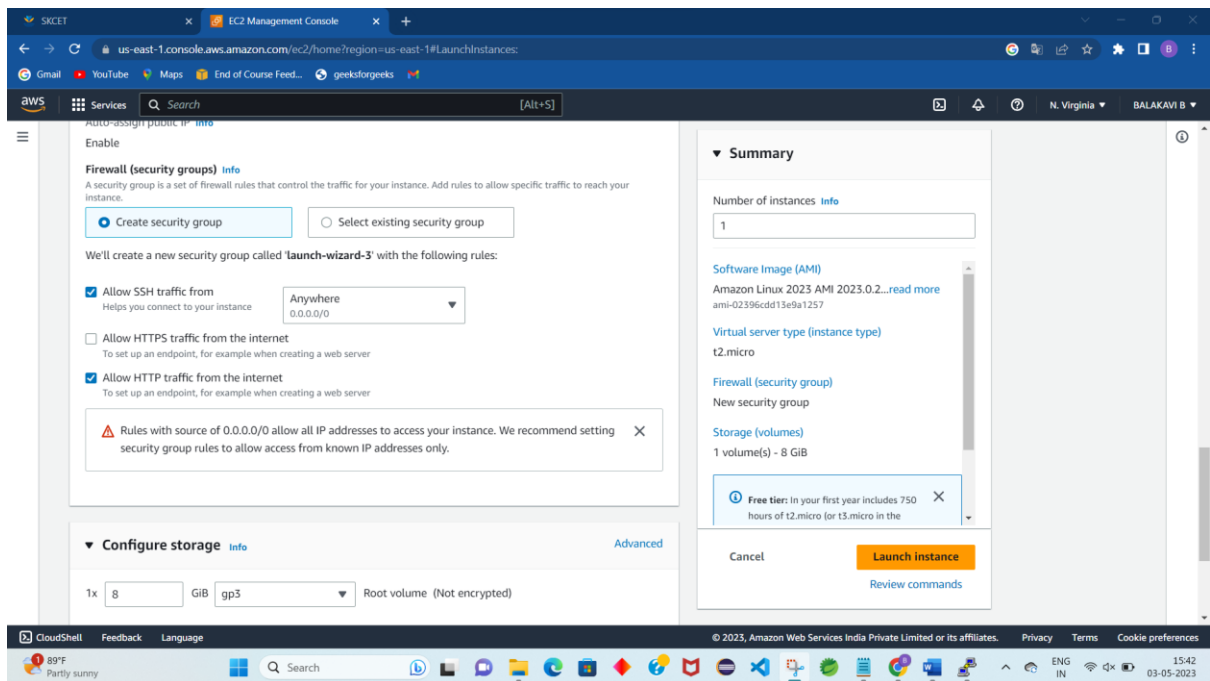 SKCET
EC2 Management Console
us-east-1.console.aws.amazon.com/ec2/home?region=us-east-1#LaunchInstances:
Gmail YouTube Maps End of Course Feed... geeksforgeeks
aws Services Search [Alt+S] N. Virginia ▼ BALAKAVI B ▼
Auto-assign public IP Info
Enable
Firewall (security groups) Info
A security group is a set of firewall rules that control the traffic for your instance. Add rules to allow specific traffic to reach your
instance.
Create security group
Select existing security group
We'll create a new security group called 'launch-wizard-3' with the following rules:
Allow SSH traffic from
Helps you connect to your instance
Anywhere
0.0.0.0/0
Allow HTTPS traffic from the internet
To set up an endpoint, for example when creating a web server
Allow HTTP traffic from the internet
To set up an endpoint, for example when creating a web server
Rules with source of 0.0.0.0/0 allow all IP addresses to access your instance. We recommend setting
security group rules to allow access from known IP addresses only.
Configure storage Info
Advanced
1x 8 GiB gp3 Root volume (Not encrypted)
Summary
Number of instances Info
1
Software Image (AMI)
Amazon Linux 2023 AMI 2023.0.2...read more
ami-02396cdd13e9a1257
Virtual server type (instance type)
t2.micro
Firewall (security group)
New security group
Storage (volumes)
1 volume(s) - 8 GiB
Free tier: In your first year includes 750
hours of t2.micro (or t3.micro in the
Cancel
Launch instance
Review commands
CloudShell Feedback Language © 2023, Amazon Web Services India Private Limited or its affiliates. Privacy Terms Cookie preferences
89°F
Partly sunny
Search
ENG
IN
15:42
03-05-2023